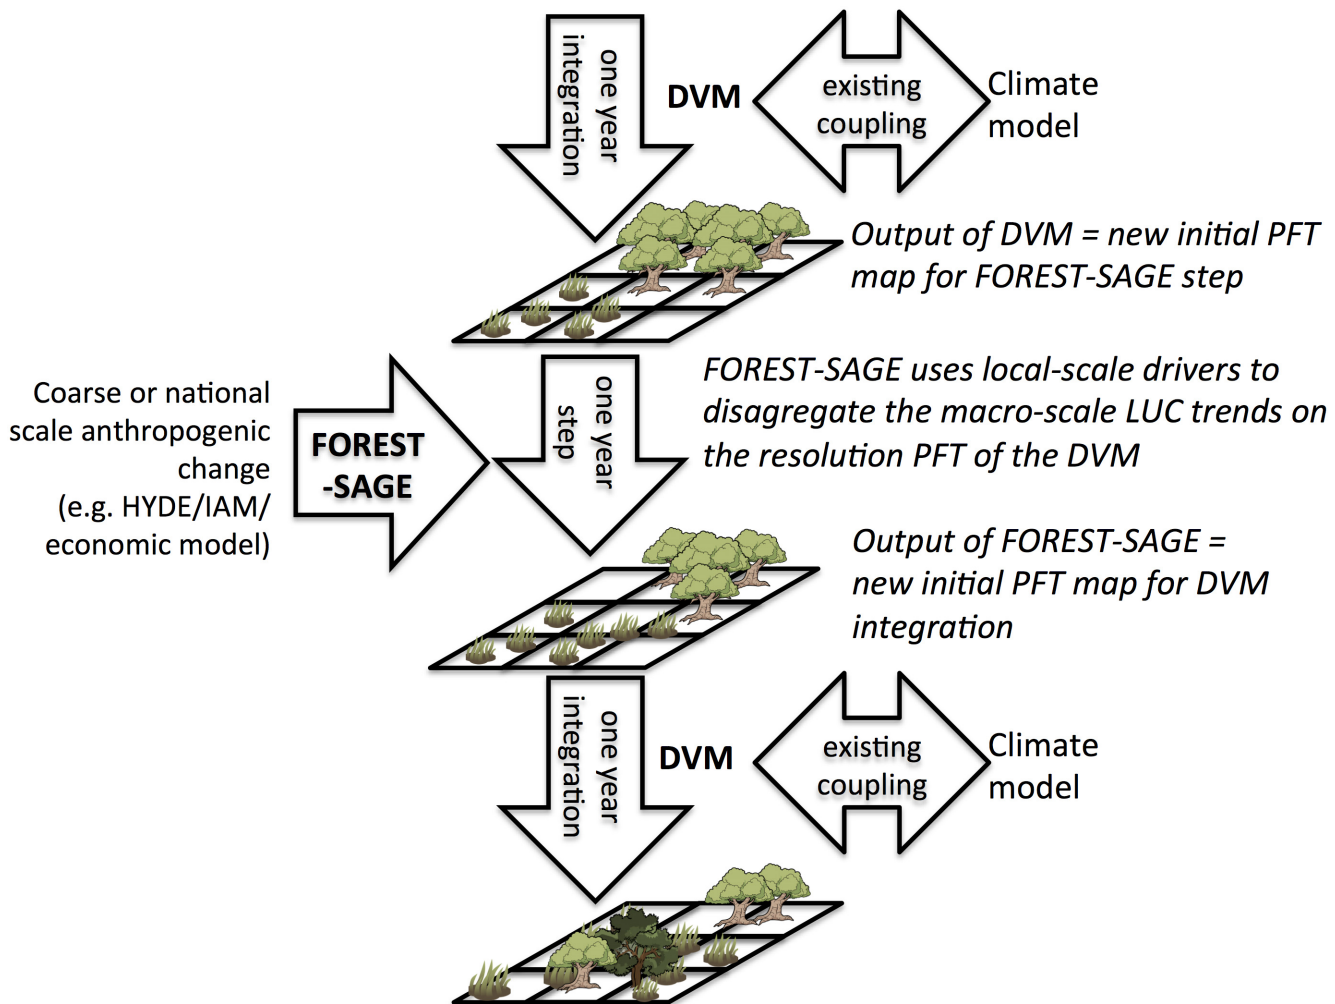 one year
integration
DVM
existing
coupling
Climate
model
Output of DVM = new initial PFT
map for FOREST-SAGE step
Coarse or national
scale anthropogenic
change
(e.g. HYDE/IAM/
economic model)
FOREST
-SAGE
one year
step
FOREST-SAGE uses local-scale drivers to
disagregate the macro-scale LUC trends on
the resolution PFT of the DVM
Output of FOREST-SAGE =
new initial PFT map for DVM
integration
one year
integration
DVM
existing
coupling
Climate
model